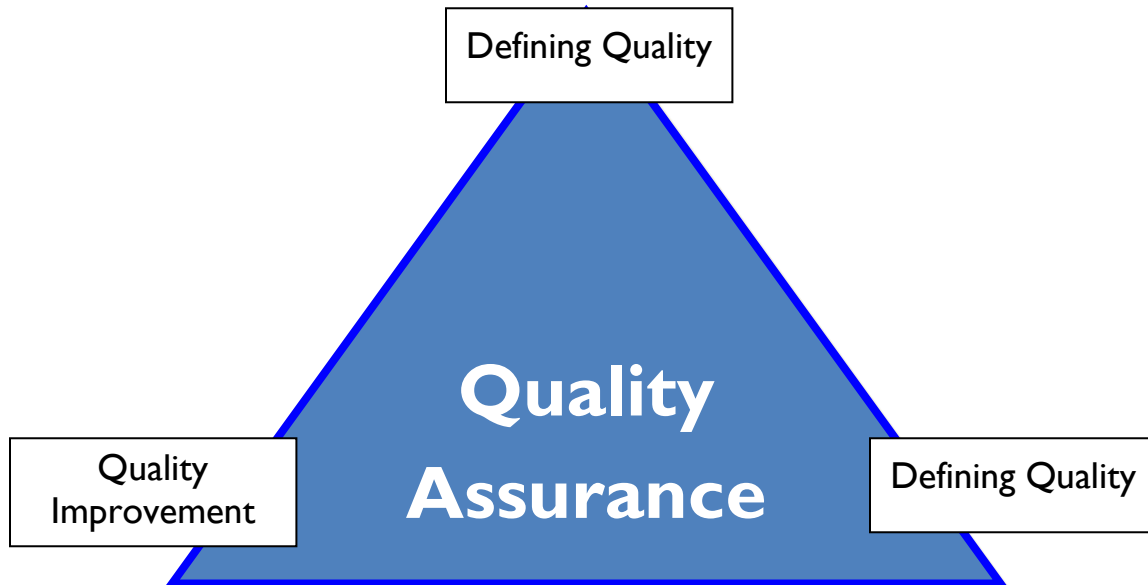 Defining Quality
Quality
Assurance
Quality
Improvement
Defining Quality